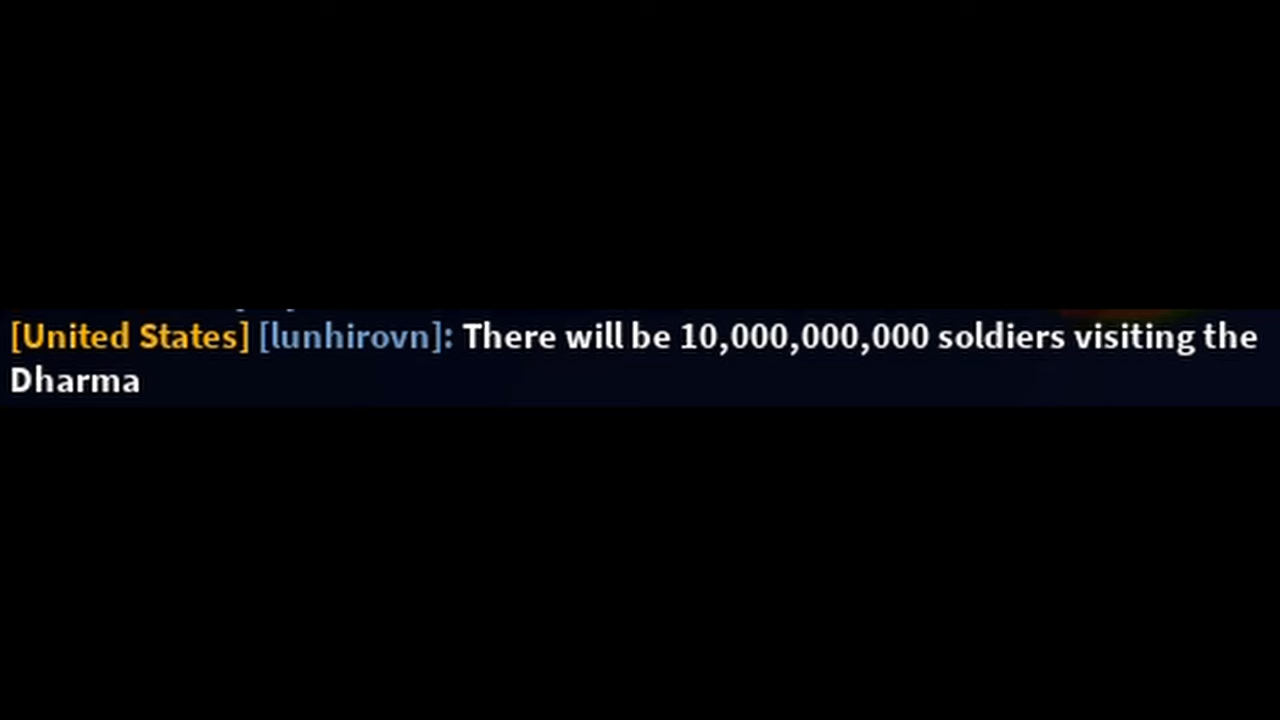 [United States] [lunhirovn]: There will be 10,000,000,000 soldiers visiting the
Dharma